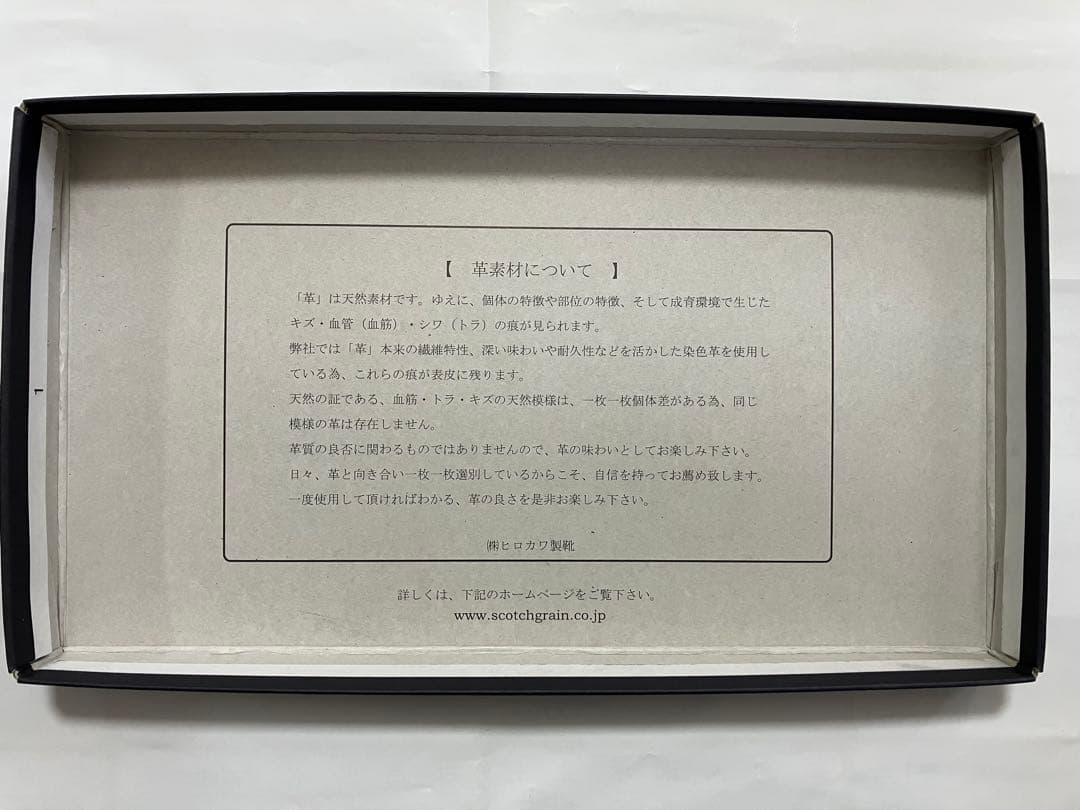 【　革素材について　】
「革」は天然素材です。ゆえに、個体の特徴や部位の特徴、そして成育環境で生じた
キズ・血管（血筋）・シワ（トラ）の痕が見られます。
弊社では「革」本来の繊維特性、深い味わいや耐久性などを活かした染色革を使用し
ている為、これらの痕が表皮に残ります。
天然の証である、血筋・トラ・キズの天然模様は、一枚一枚個体差がある為、同じ
模様の革は存在しません。
革質の良否に関わるものではありませんので、革の味わいとしてお楽しみ下さい。
日々、革と向き合い一枚一枚選別しているからこそ、自信を持ってお薦め致します。
一度使用して頂ければわかる、革の良さを是非お楽しみ下さい。
㈱ヒロカワ製靴
詳しくは、下記のホームページをご覧下さい。
www.scotchgrain.co.jp